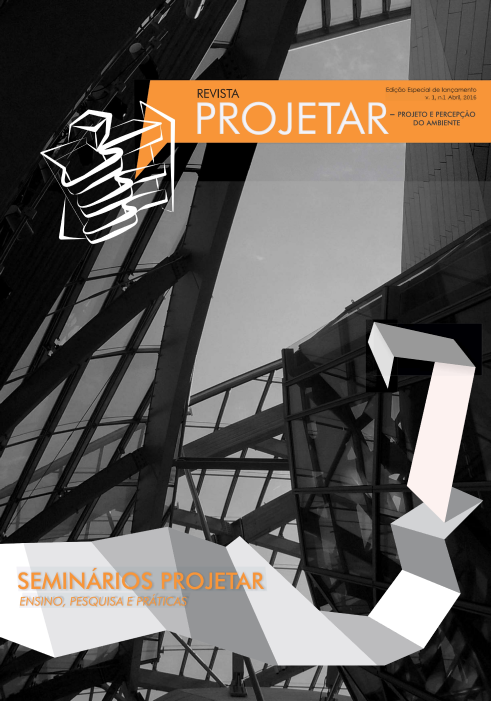 REVISTA
PROJETAR
Edição Especial de lançamento
v. 1, n.1 Abril, 2016
– PROJETO E PERCEPÇÃO
DO AMBIENTE
SEMINÁRIOS PROJETAR
ENSINO, PESQUISA E PRÁTICAS